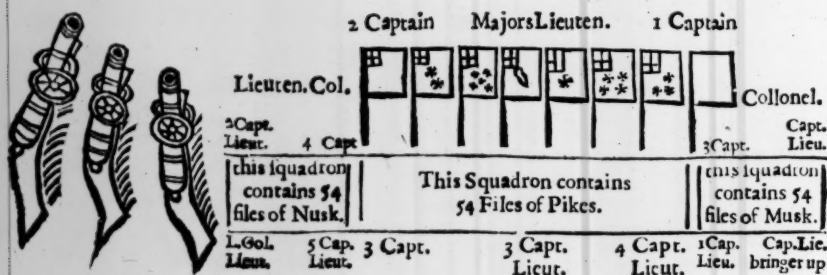 2 Captain MajorsLieuten. 1 Captain
Lieuten.Col. Collonel.
2Capt. Lieut. 4 Capt 3Capt. Capt. Lieu.
this squadron contains 54 files of Nusk.
This Squadron contains
54 Files of Pikes.
this squadron contains 54 files of Musk.
L.Gol. Lieut. 5 Cap. Lieut. 3 Capt. 3 Capt. Lieut. 4 Capt. Lieut. 1Cap. Lieu. Cap.Lie. bringer up